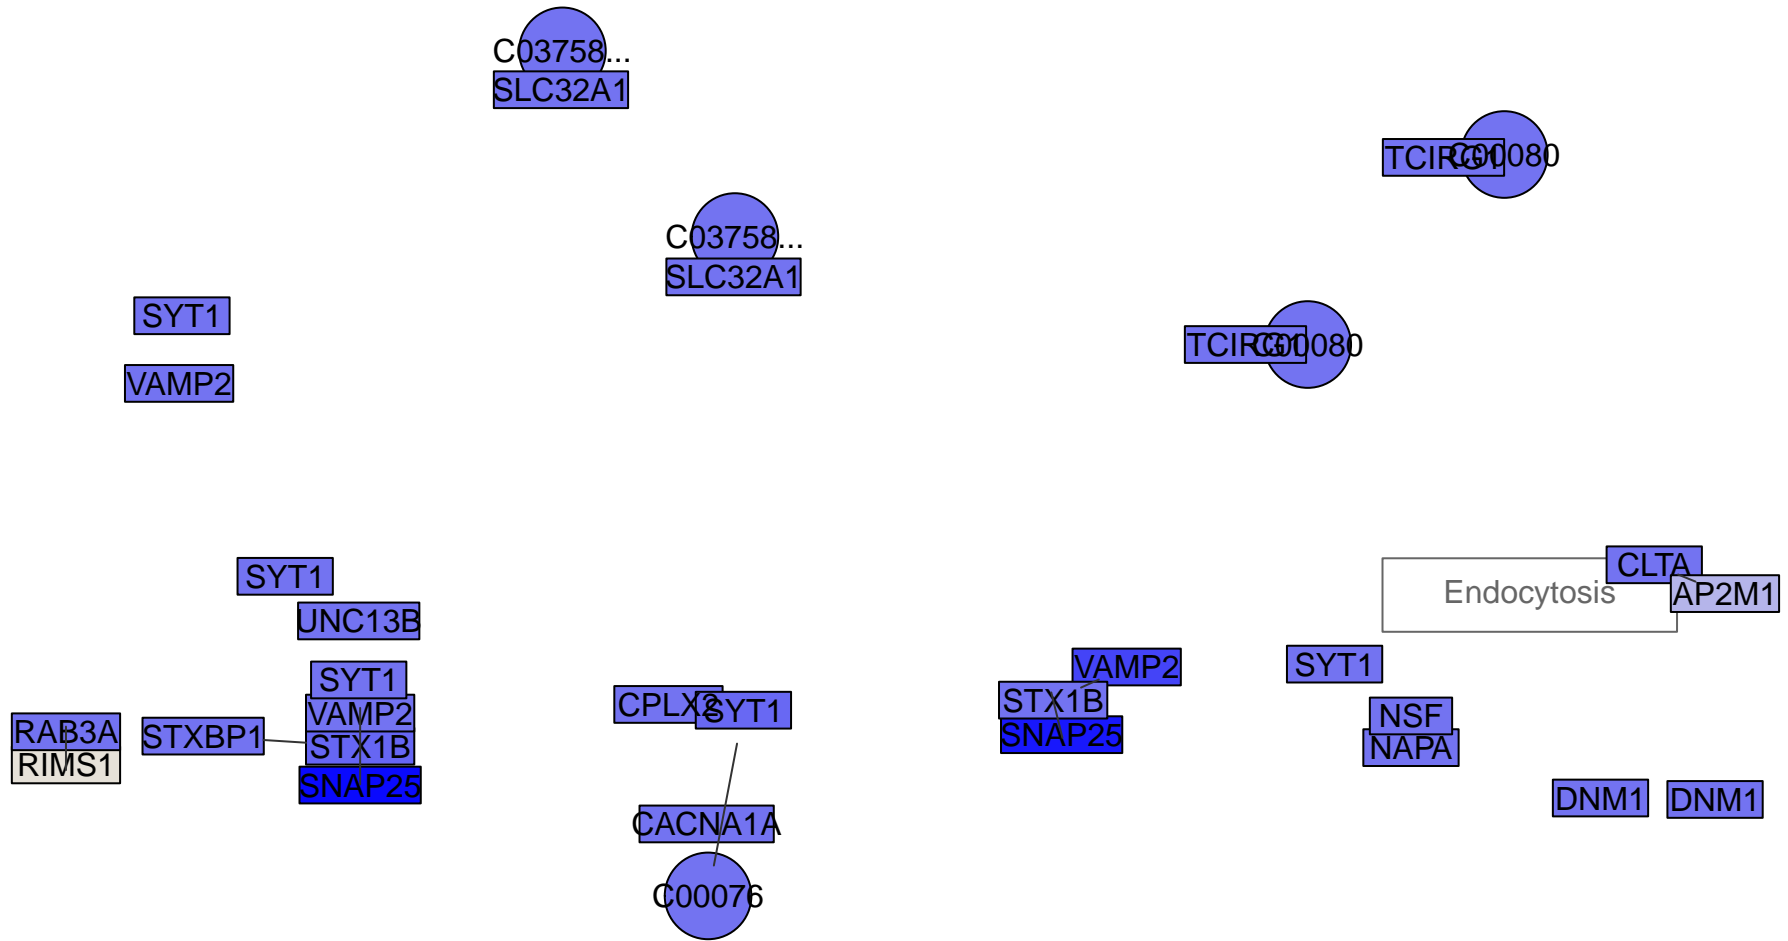 C03758...
SLC32A1
TCIRG1
C00080
C03758...
SLC32A1
SYT1
TCIRG1
C00080
VAMP2
SYT1
CLTA
Endocytosis
AP2M1
UNC13B
SYT1
VAMP2
SYT1
CPLX2
SYT1
STX1B
VAMP2
NSF
RAB3A
STXBP1
STX1B
SNAP25
NAPA
RIMS1
SNAP25
DNM1
DNM1
CACNA1A
C00076